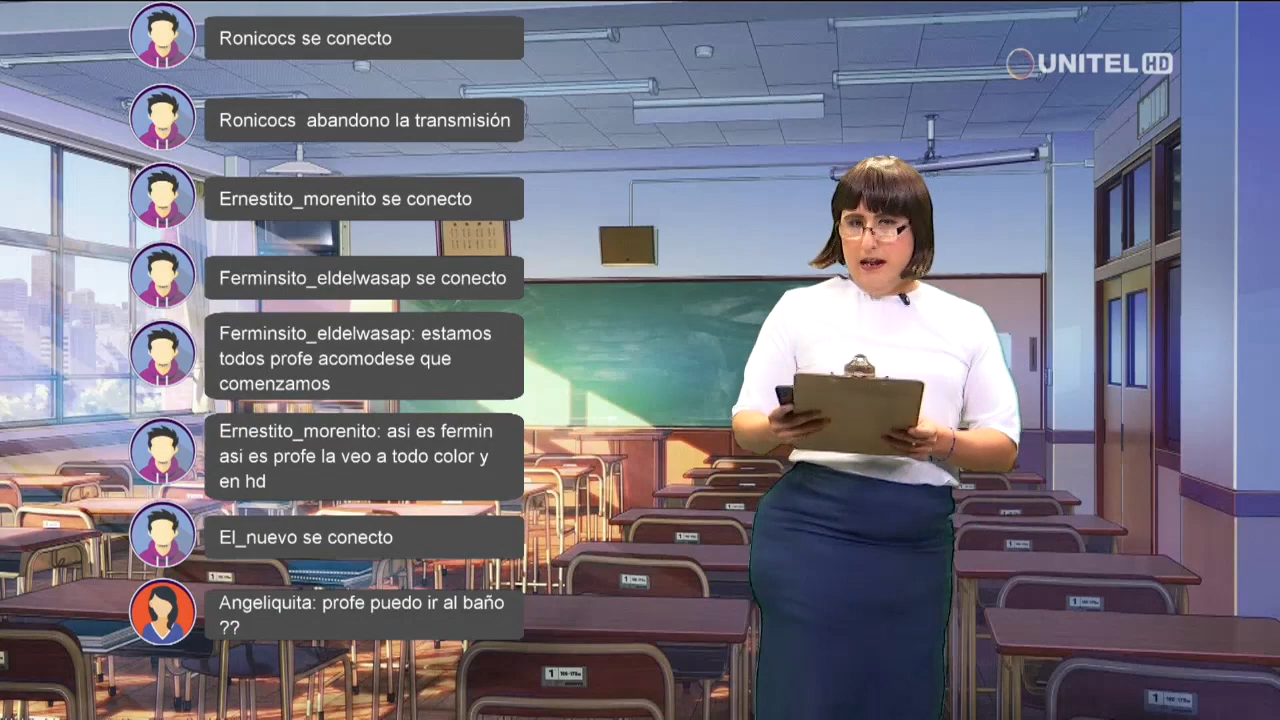 Ronicocs se conecto
UNITEL HD
Ronicocs abandono la transmisión
Ernestito_morenito se conecto
Ferminsito_eldelwasap se conecto
Ferminsito_eldelwasap: estamos
todos profe acomodese que
comenzamos
Ernestito_morenito: asi es fermin
asi es profe la veo a todo color y
en hd
El_nuevo se conecto
Angeliquita: profe puedo ir al baño
??